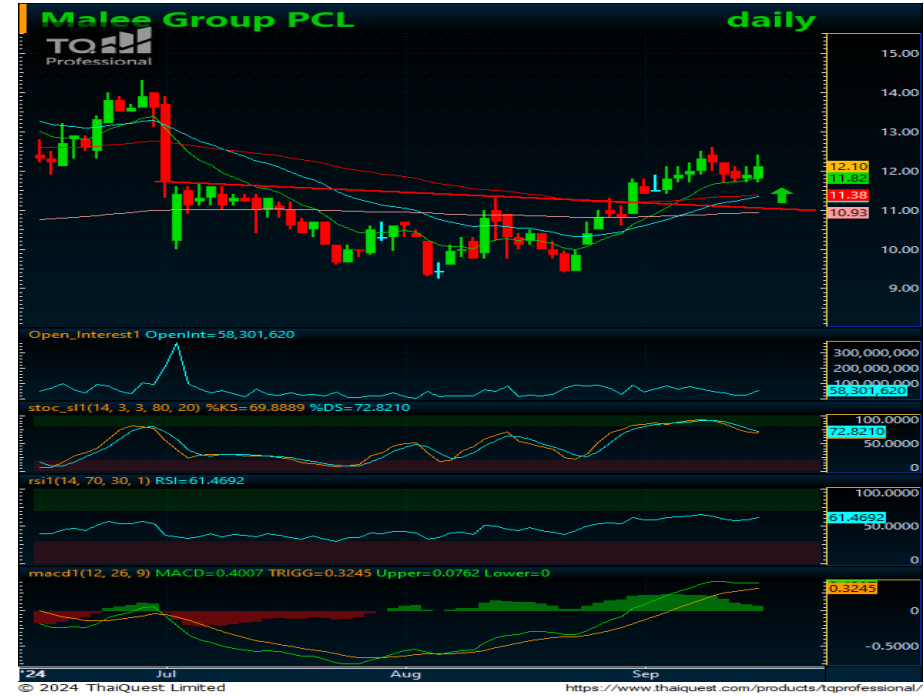 Malee Group PCL daily
TQ
Professional
15.00
14.00
13.00
12.10
12.00
11.82
11.38
11.00
10.93
10.00
9.00
Open_Interest1 OpenInt=58,301,620
300,000,000
200,000,000
100,000,000
58,301,620
stoc_sl1(14, 3, 3, 80, 20) %KS=69.8889 %DS=72.8210
100.0000
72.8210
50.0000
0
rsi1(14, 70, 30, 1) RSI=61.4692
100.0000
61.4692
50.0000
0
macd1(12, 26, 9) MACD=0.4007 TRIGG=0.3245 Upper=0.0762 Lower=0
0.3245
0
-0.5000
'24 Jul Aug Sep
© 2024 ThaiQuest Limited https://www.thaiquest.com/products/tqprofessional/